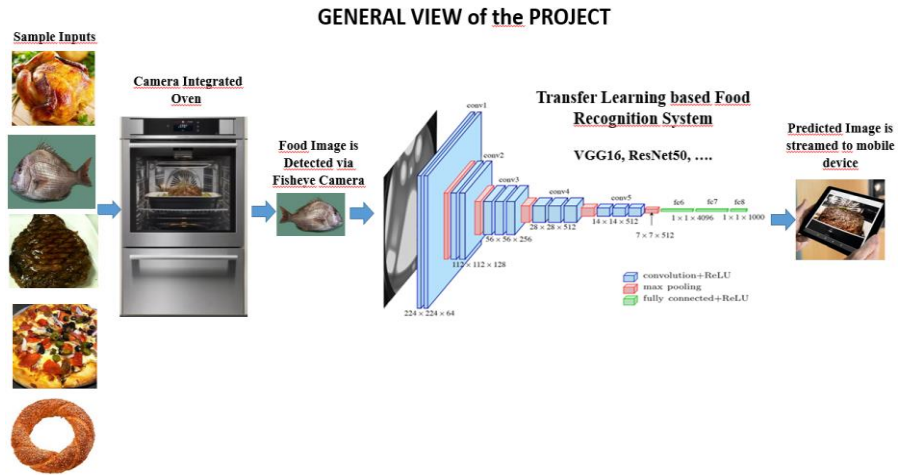 GENERAL VIEW of the PROJECT
Sample Inputs
Camera Integrated
Oven
Food Image is
Detected via
Fisheye Camera
Transfer Learning based Food
Recognition System
VGG16, ResNet50, ....
conv1
conv2
conv3
conv4
conv5
fc6
fc7
fc8
1 × 1 × 4096
1 × 1 × 1000
14 × 14 × 512
28 × 28 × 512
7 × 7 × 512
56 × 56 × 256
112 × 112 × 128
224 × 224 × 64
convolution+ReLU
max pooling
fully connected+ReLU
Predicted Image is
streamed to mobile
device